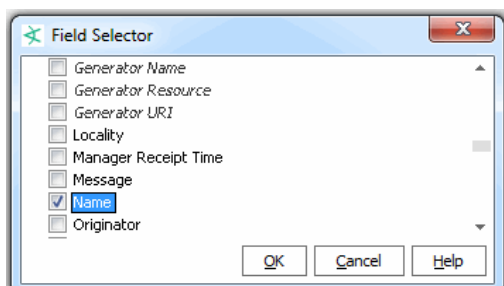 Field Selector
Generator Name
Generator Resource
Generator URI
Locality
Manager Receipt Time
Message
Name
Originator
OK Cancel Help